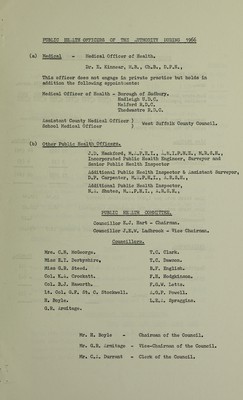 PUBLIC HEALTH OFFICERS OF THE AUTHORITY DURING 1966
(a) Medical - Medical Officer of Health.
Dr. E. Kinnear, M.B., Ch.B., D.P.H.,
This officer does not engage in private practice but holds in
addition the following appointments:
Medical Officer of Health - Borough of Sudbury.
Hadleigh U.D.C.
Melford R.D.C.
Thedwastre R.D.C.
Assistant County Medical Officer )
School Medical Officer ) West Suffolk County Council.
(b) Other Public Health Officers.
J.D. Hankford, M.A.P.H.I., A.M.I.P.H.E., M.R.S.H.,
Incorporated Public Health Engineer, Surveyor and
Senior Public Health Inspector
Additional Public Health Inspector & Assistant Surveyor,
D.P. Carpenter, M.A.P.H.I., A.R.S.H.,
Additional Public Health Inspector,
M.A. Shoten, M.A.P.H.I., A.R.S.H.,
PUBLIC HEALTH COMMITTEE.
Councillor E.J. Hart - Chairman.
Councillor J.E.W. Ladbrook - Vice Chairman.
Councillors.
Mrs. C.M. McGeorge.
Miss E.I. Derbyshire,
Miss G.B. Steed.
Col. K.A. Crockatt.
Col. E.J. Haworth.
Lt. Col. G.F. St. C. Stockwell.
H. Boyle.
G.H. Armitage.
T.C. Clark.
T.C. Deacon.
B.F. English.
P.E. Hodgkinson.
F.G.W. Letts.
A.G.P. Powell.
L.E.A. Spraggins.
Mr. H. Boyle - Chairman of the Council.
Mr. G.H. Armitage - Vice-Chairman of the Council.
Mr. C.A. Durrant - Clerk of the Council.